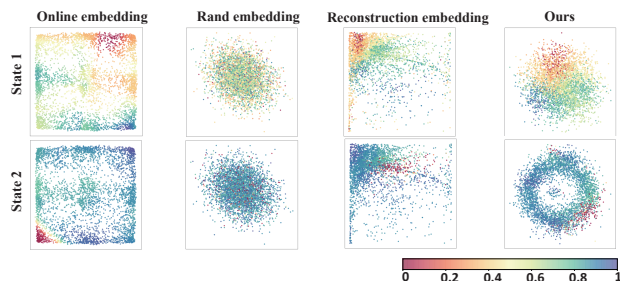 Online embedding Rand embedding Reconstruction embedding Ours
State 1
State 2
0 0.2 0.4 0.6 0.8 1